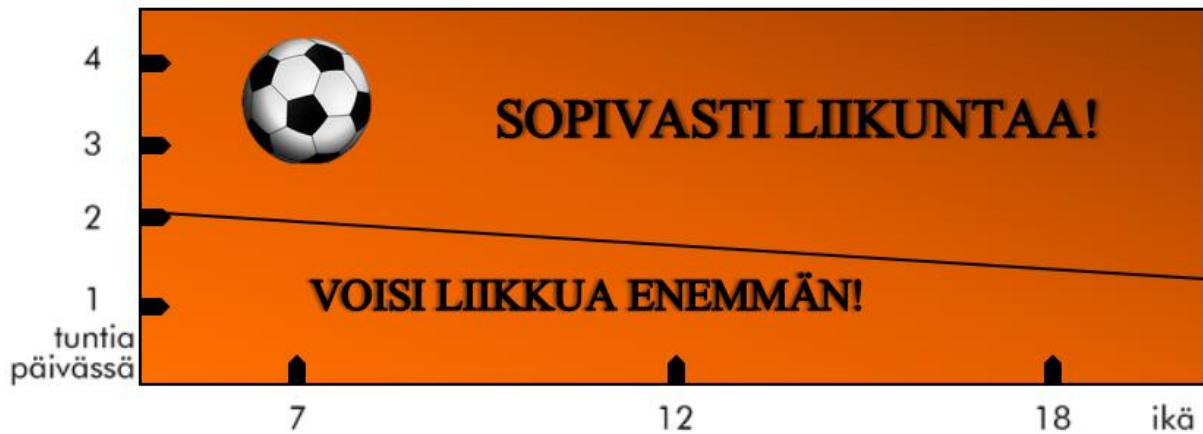 4
SOPIVASTI LIIKUNTAA!
3
2
VOISI LIIKKUA ENEMMÄN!
1
tuntia
päivässä
7 12 18 ikä